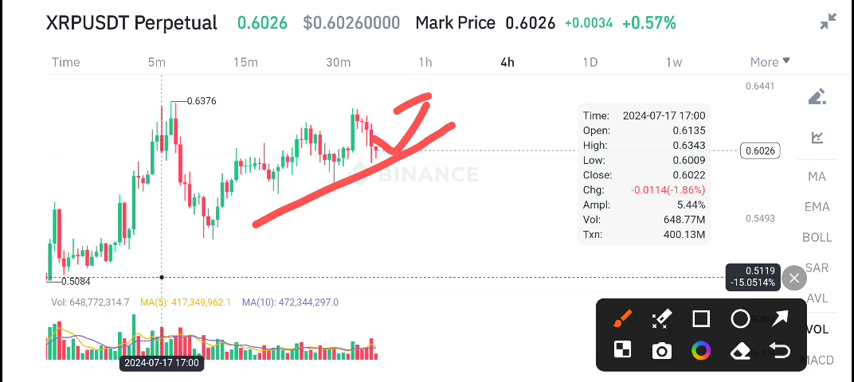 XRPUSDT Perpetual 0.6026 $0.60260000 Mark Price 0.6026 +0.0034 +0.57%
Time 5m 15m 30m 1h 4h 1D 1w More
0.6441
0.6376
Time: 2024-07-17 17:00
Open: 0.6135
High: 0.6343
Low: 0.6009
Close: 0.6022
Chg: -0.0114(-1.86%)
Ampl: 5.44%
Vol: 648.77M
Txn: 400.13M
0.6026
BINANCE
0.5493
0.5119
-15.0514%
0.5084
MA
EMA
BOLL
SAR
AVL
VOL
MACD
Vol: 648,772,314.7 MA(5): 417,349,962.1 MA(10): 472,344,297.0
2024-07-17 17:00